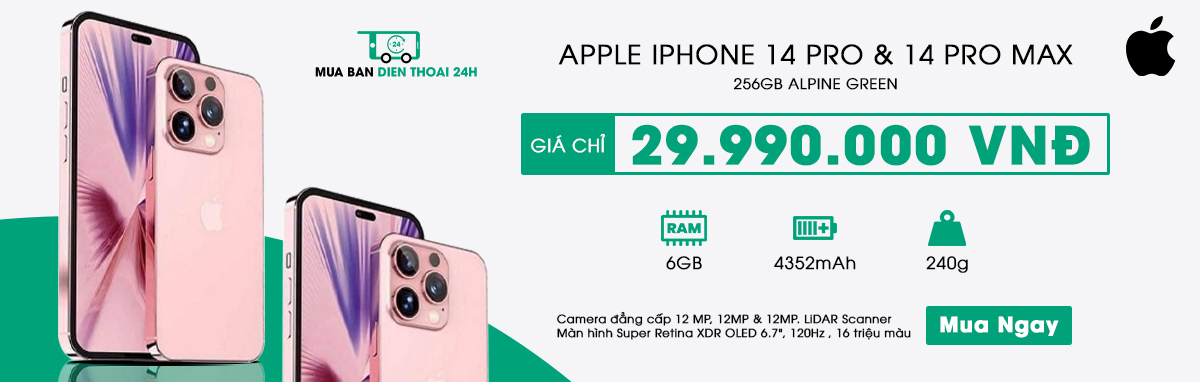 24
MUA BAN DIEN THOAI 24H
APPLE IPHONE 14 PRO & 14 PRO MAX
256GB ALPINE GREEN
GIÁ CHỈ 29.990.000 VNĐ
RAM
6GB
4352mAh
240g
Camera đẳng cấp 12 MP, 12MP & 12MP. LiDAR Scanner
Màn hình Super Retina XDR OLED 6.7", 120Hz , 16 triệu màu
Mua Ngay